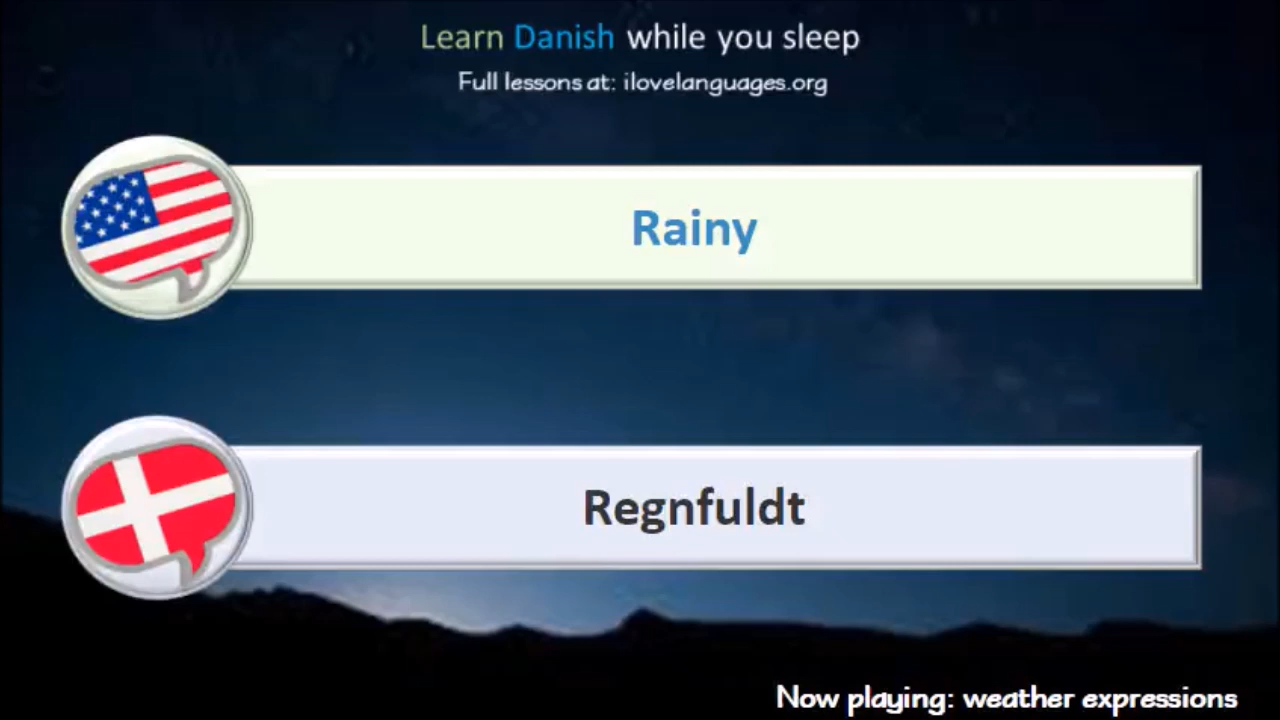 Learn Danish while you sleep
Full lessons at: ilovelanguages.org
Rainy
Regnfuldt
Now playing: weather expressions